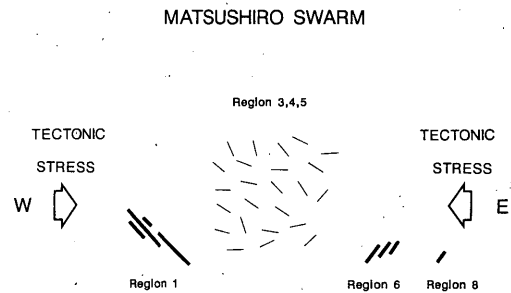 MATSUSHIRO SWARM
Region 3,4,5
TECTONIC STRESS
TECTONIC STRESS
W
E
Region 1
Region 6
Region 8